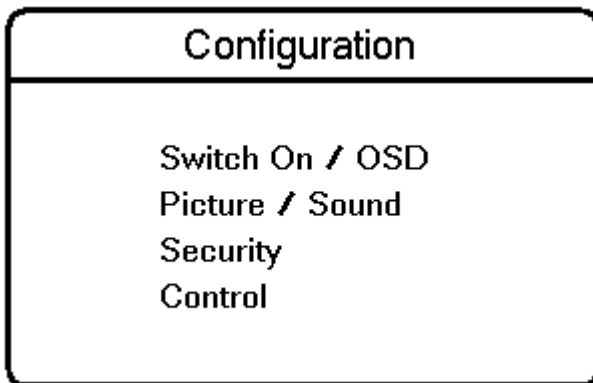 Configuration
Switch On / OSD
Picture / Sound
Security
Control